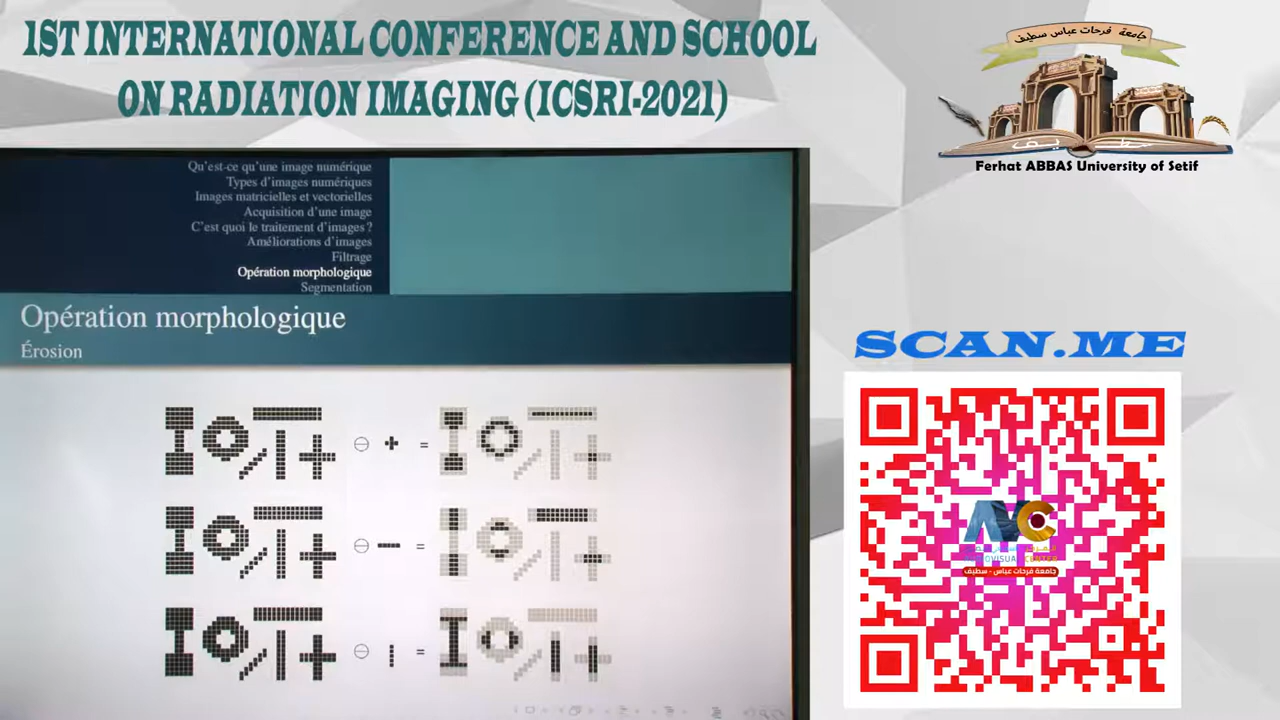 1ST INTERNATIONAL CONFERENCE AND SCHOOL
ON RADIATION IMAGING (ICSRI-2021)
جامعة فرحات عباس سطيف
Ferhat ABBAS University of Setif
Qu'est-ce qu'une image numérique
Types d'images numériques
Images matricielles et vectorielles
Acquisition d'une image
C'est quoi le traitement d'images ?
Améliorations d'images
Filtrage
Opération morphologique
Segmentation
Opération morphologique
Érosion
⊖ =
⊖ =
⊖ =
SCAN.ME
AVC
جامعة فرحات عباس - سطيف